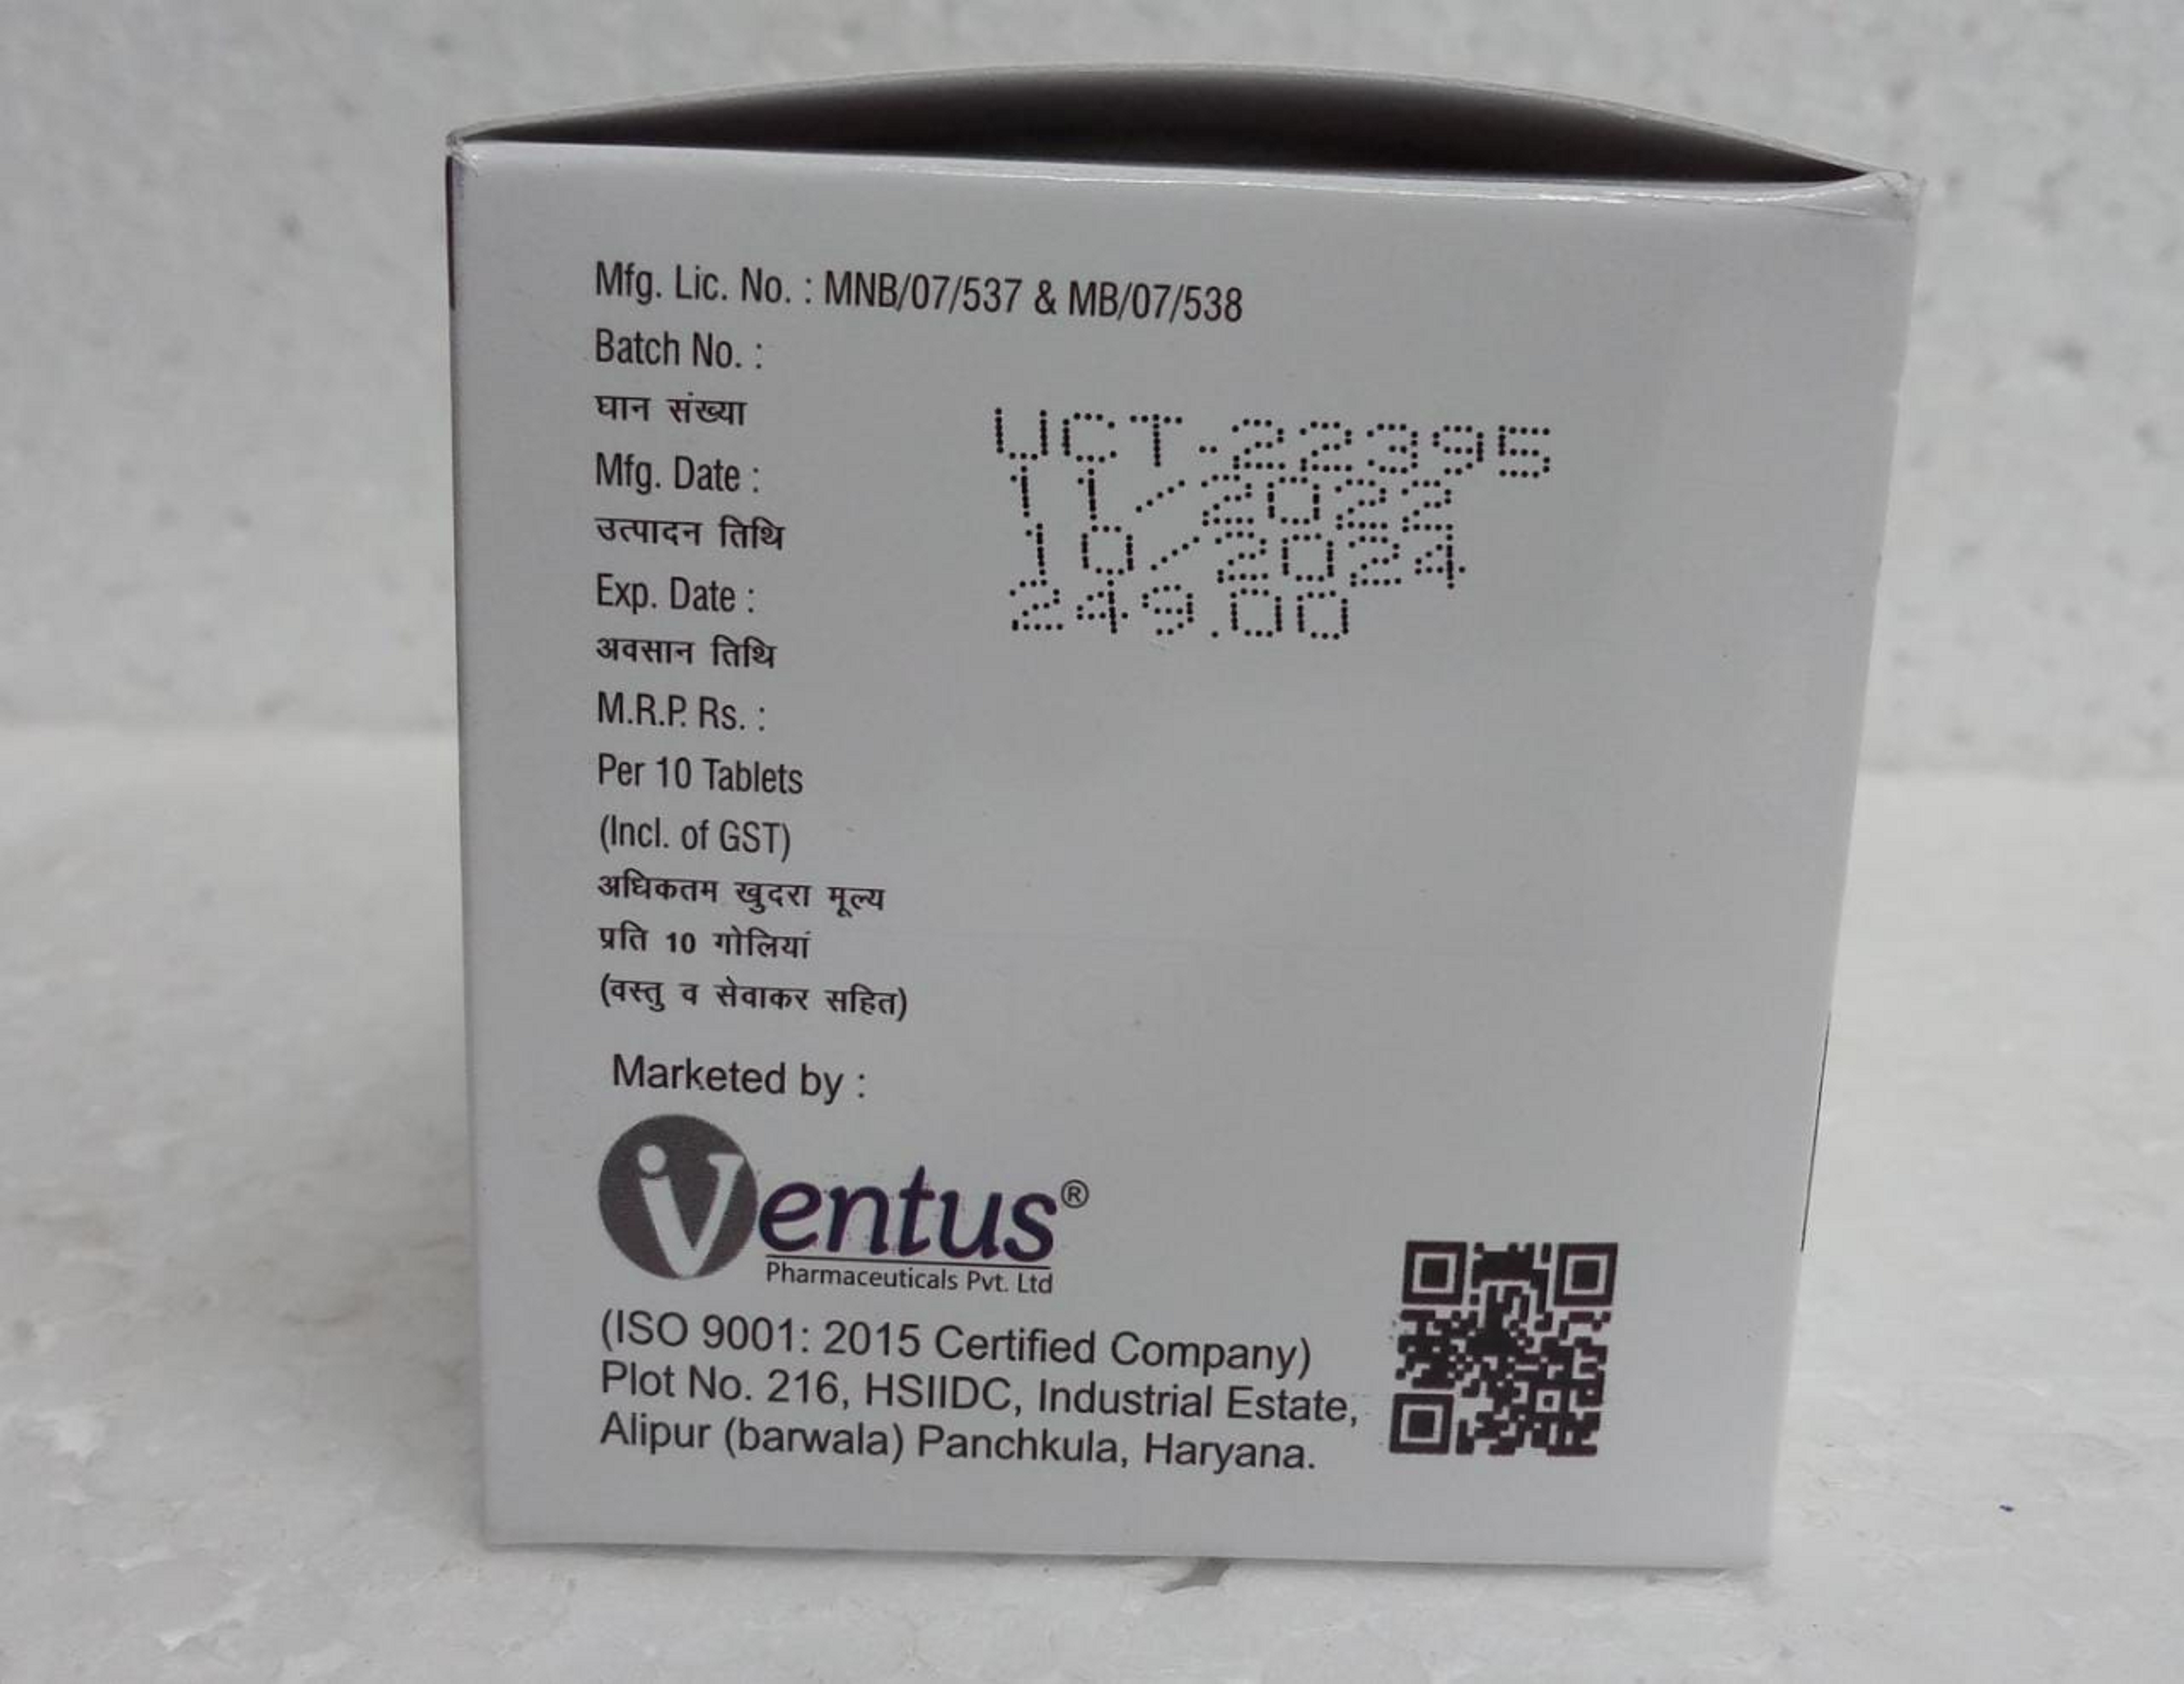 Mfg. Lic. No. : MNB/07/537 & MB/07/538
Batch No. :
घान संख्या
UCT-22395
Mfg. Date :
11/2022
उत्पादन तिथि
10/2024
Exp. Date :
249.00
अवसान तिथि
M.R.P. Rs. :
Per 10 Tablets
(Incl. of GST)
अधिकतम खुदरा मूल्य
प्रति 10 गोलियां
(वस्तु व सेवाकर सहित)
Marketed by :
Ventus®
Pharmaceuticals Pvt. Ltd
(ISO 9001: 2015 Certified Company)
Plot No. 216, HSIIDC, Industrial Estate,
Alipur (barwala) Panchkula, Haryana.